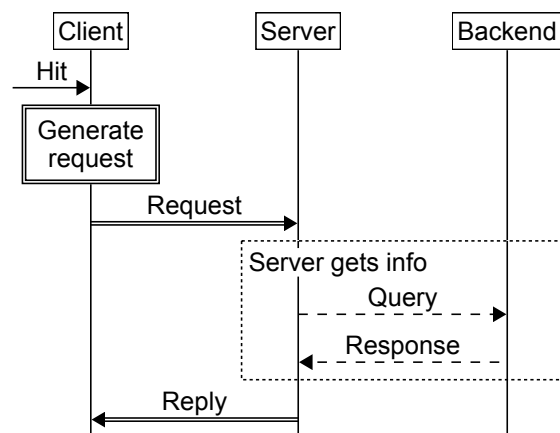 Client Server Backend
Hit
Generate
request
Request
Server gets info
Query
Response
Reply